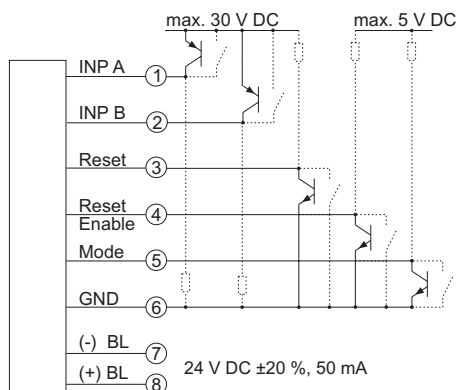 max. 30 V DC
max. 5 V DC
INP A
1
INP B
2
Reset
3
Reset
Enable
4
Mode
5
GND
6
(-) BL
7
24 V DC ±20 %, 50 mA
(+) BL
8